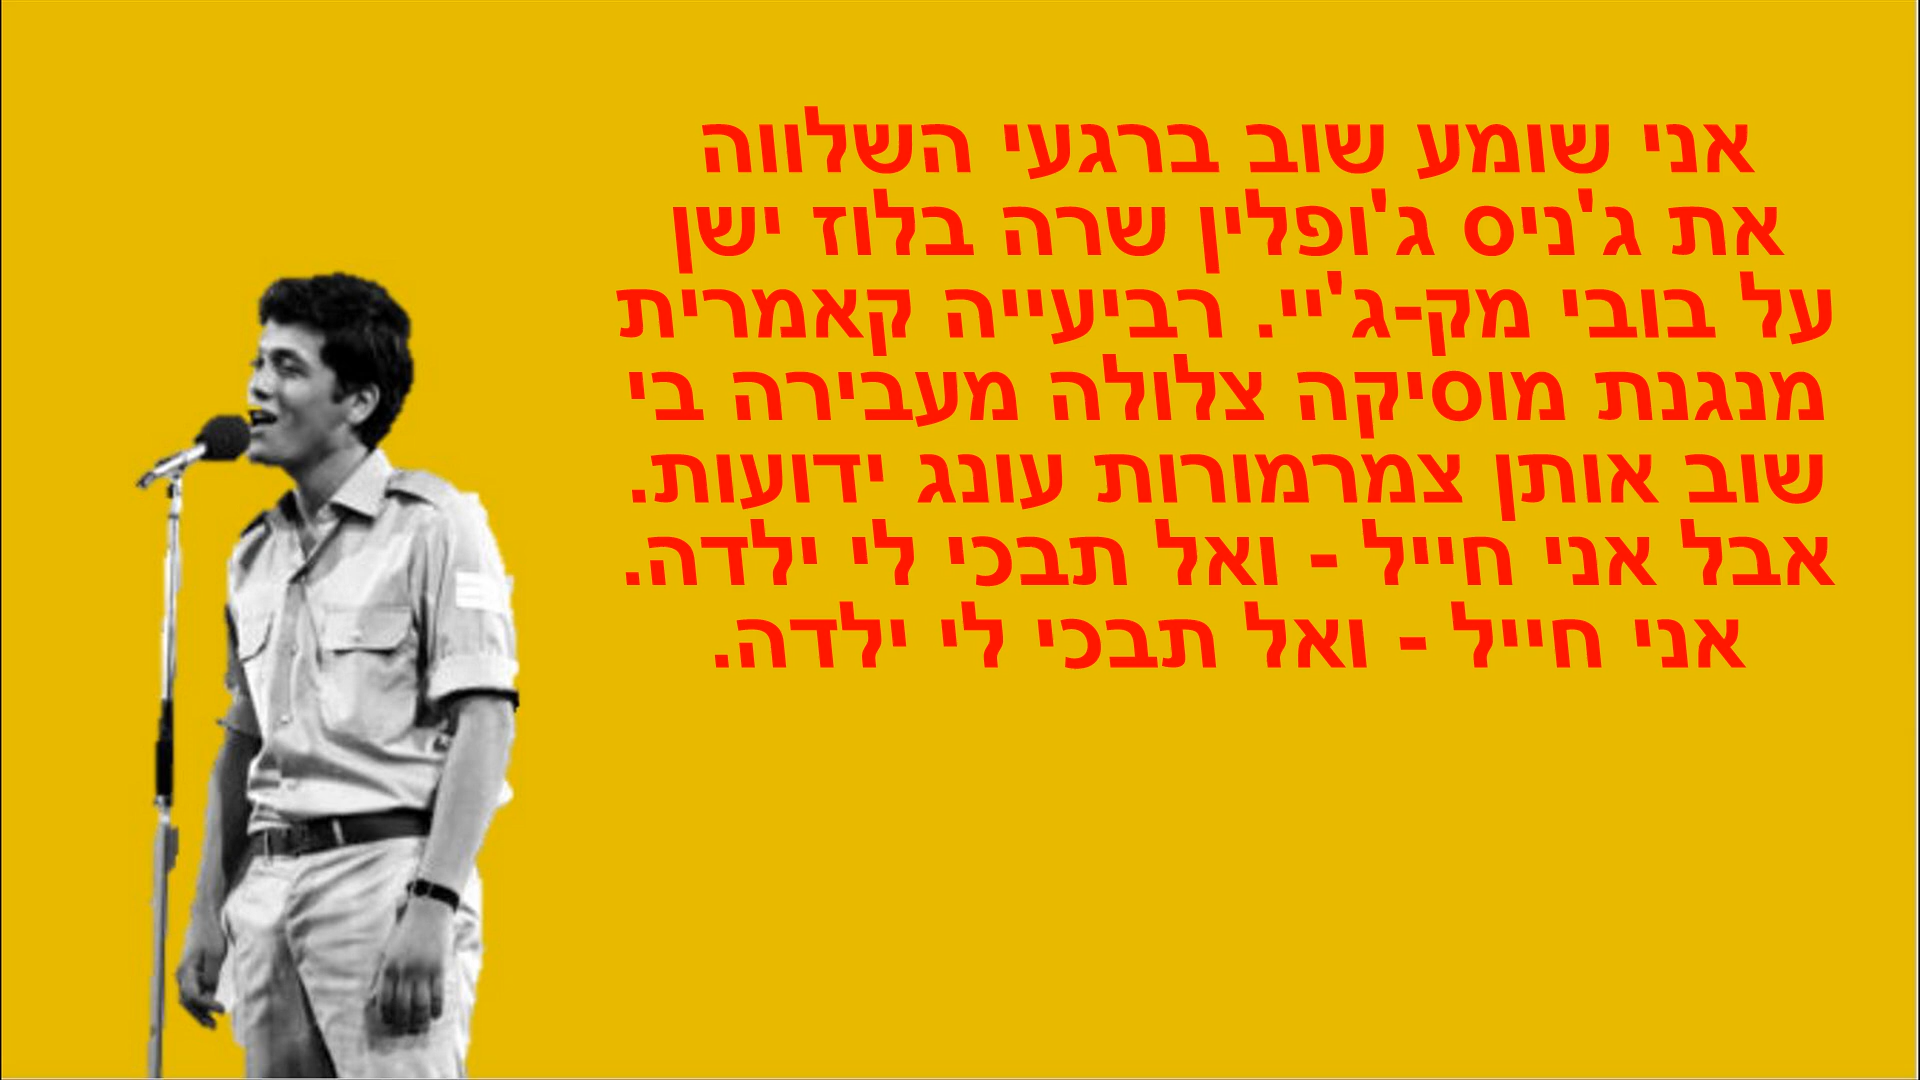 אני שומע שוב ברגעי השלווה
את ג'ניס ג'ופלין שרה בלוז ישן
על בובי מק-ג'יי. רביעייה קאמרית
מנגנת מוסיקה צלולה מעבירה בי
שוב אותן צמרמורות עונג ידועות.
אבל אני חייל - ואל תבכי לי ילדה.
אני חייל - ואל תבכי לי ילדה.